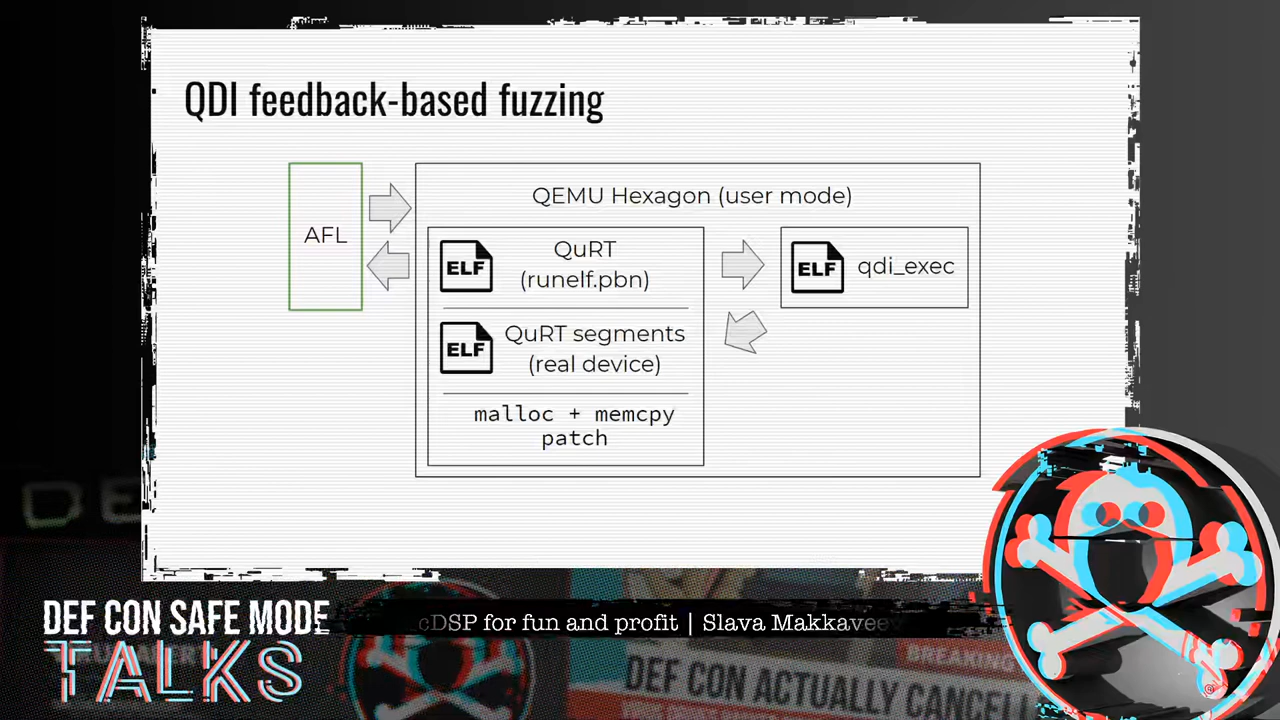 QDI feedback-based fuzzing
AFL
QEMU Hexagon (user mode)
ELF
QuRT
(runelf.pbn)
ELF
qdi_exec
ELF
QuRT segments
(real device)
malloc + memcpy
patch
DE
DEF CON SAFE MODE
TALKS
cDSP for fun and profit | Slava Makkaveev
BREAKING
DEF CON ACTUALLY CANCELL